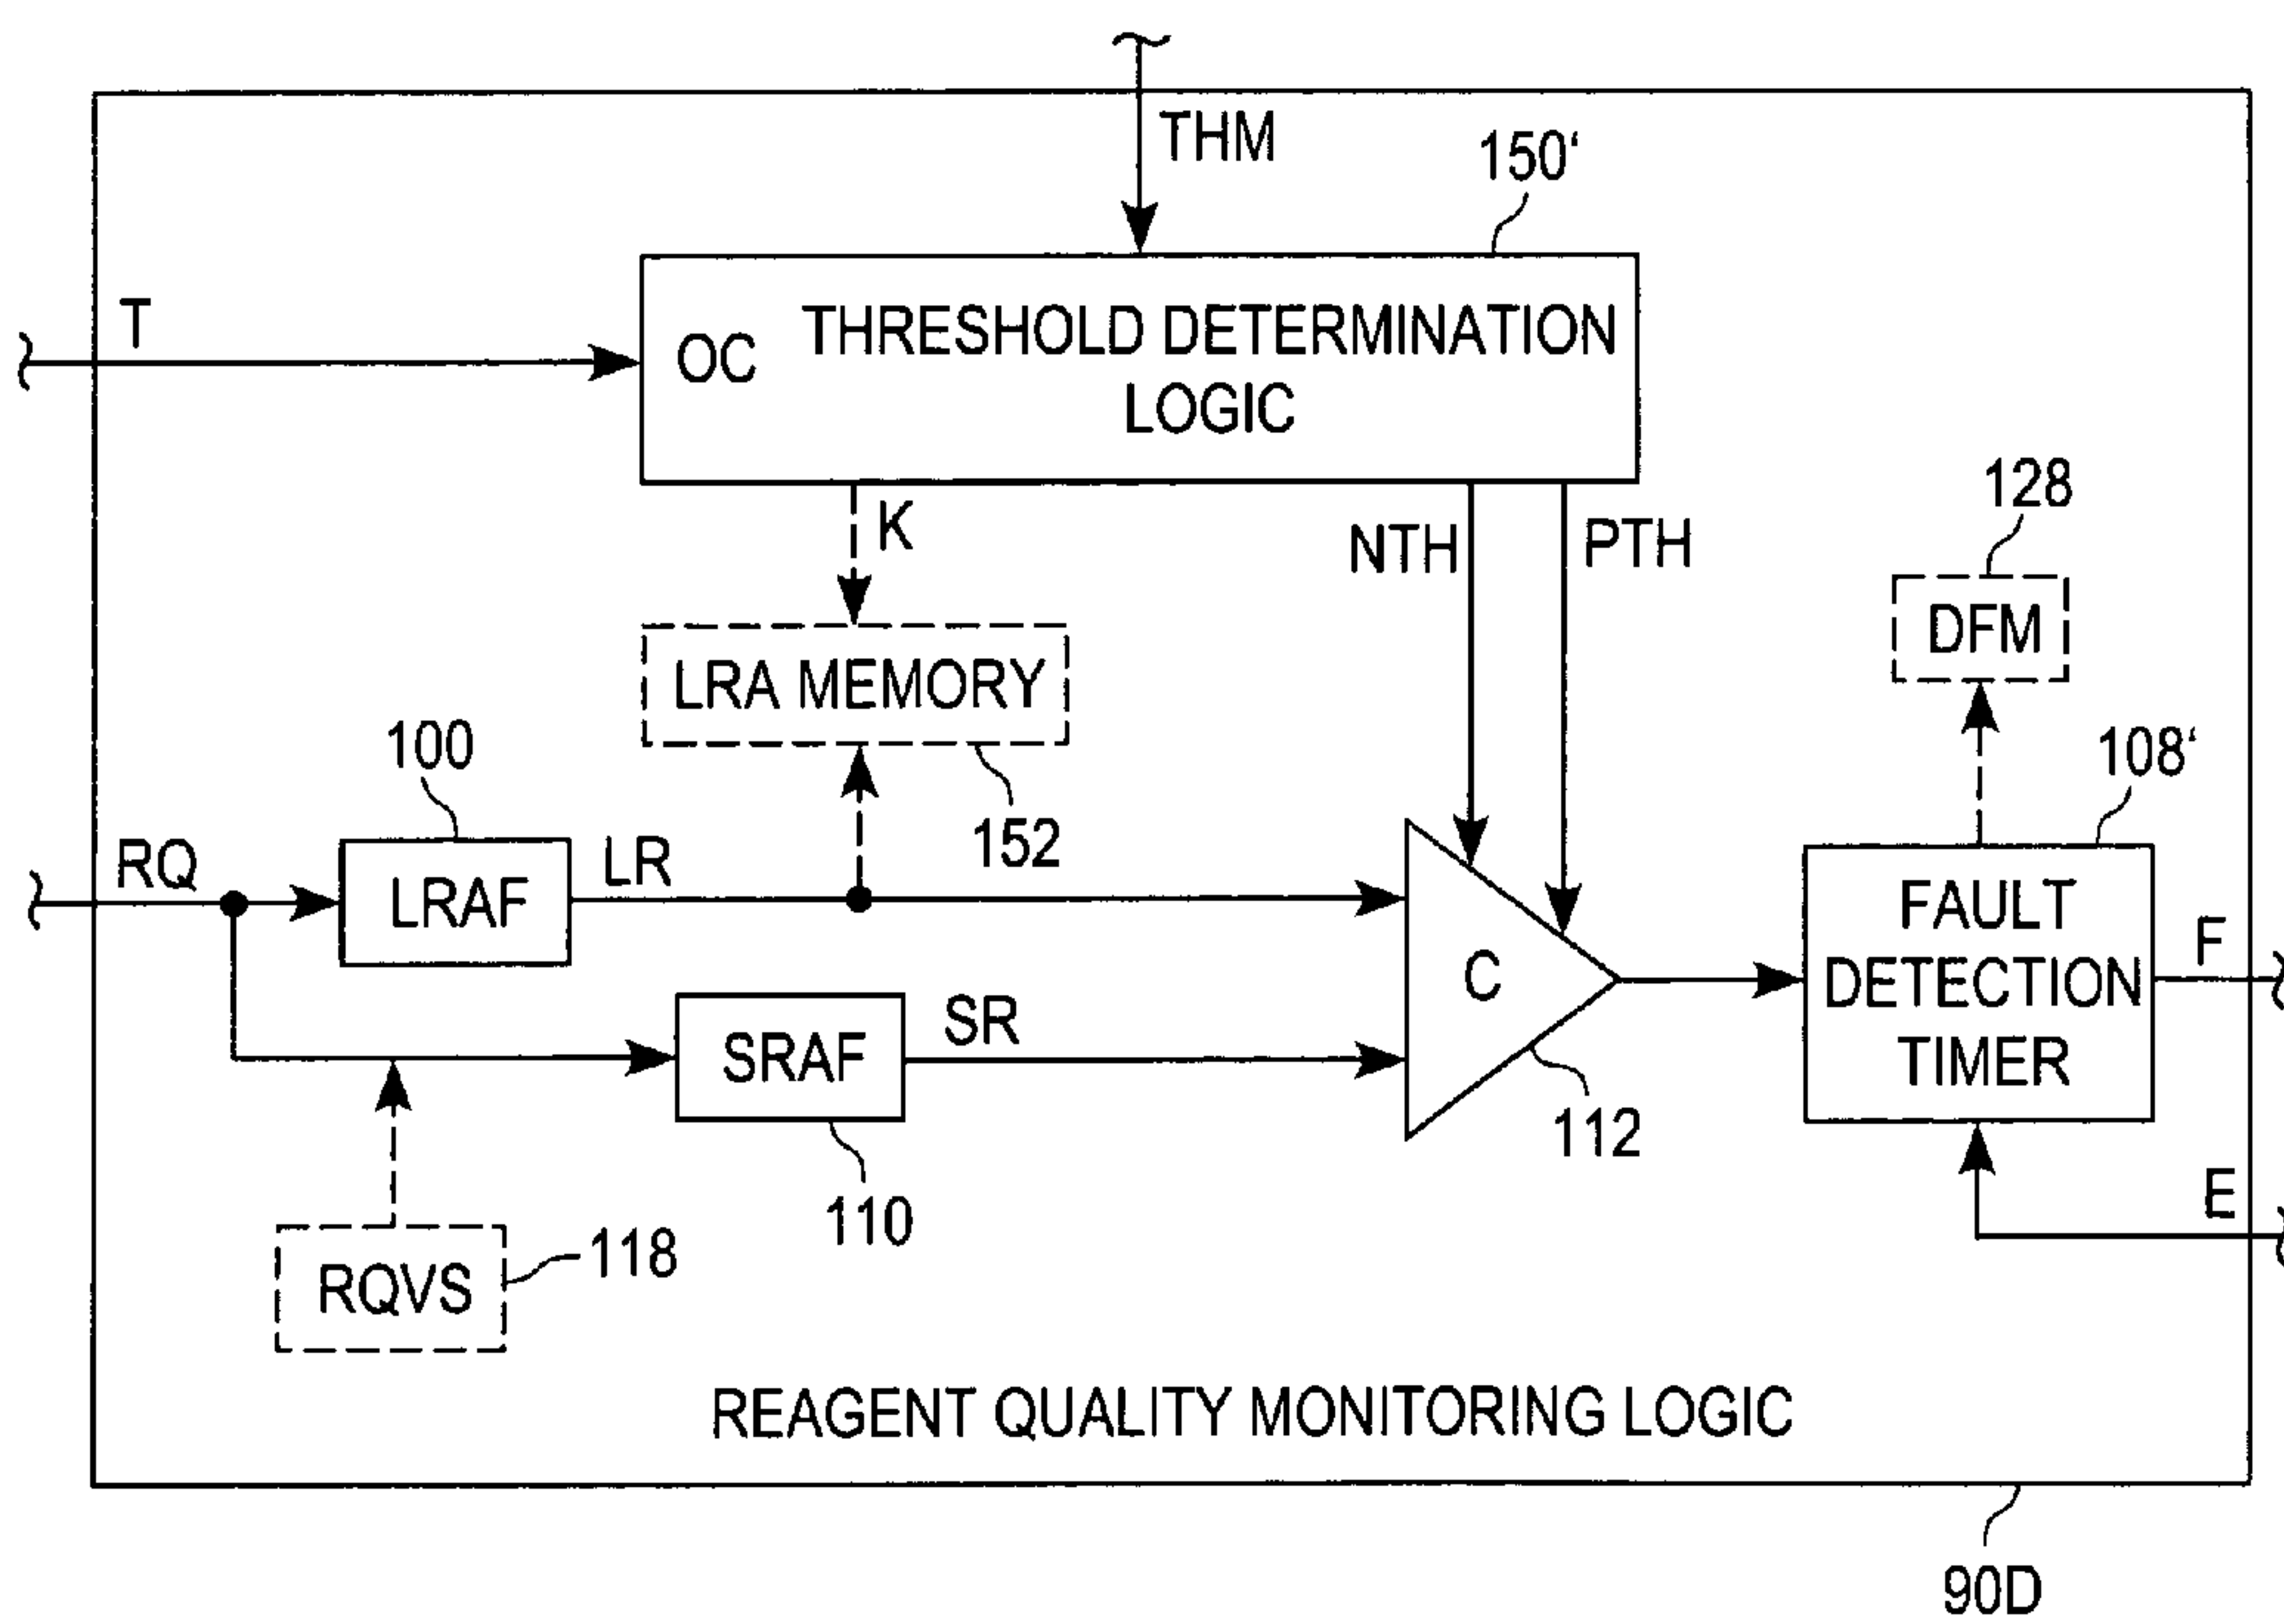 THM
150'
T
OC
THRESHOLD DETERMINATION
LOGIC
K
NTH
PTH
128
DFM
LRA MEMORY
100
108'
152
RQ
LRAF
LR
FAULT
DETECTION
TIMER
F
C
SRAF
SR
112
E
110
RQVS
118
REAGENT QUALITY MONITORING LOGIC
90D